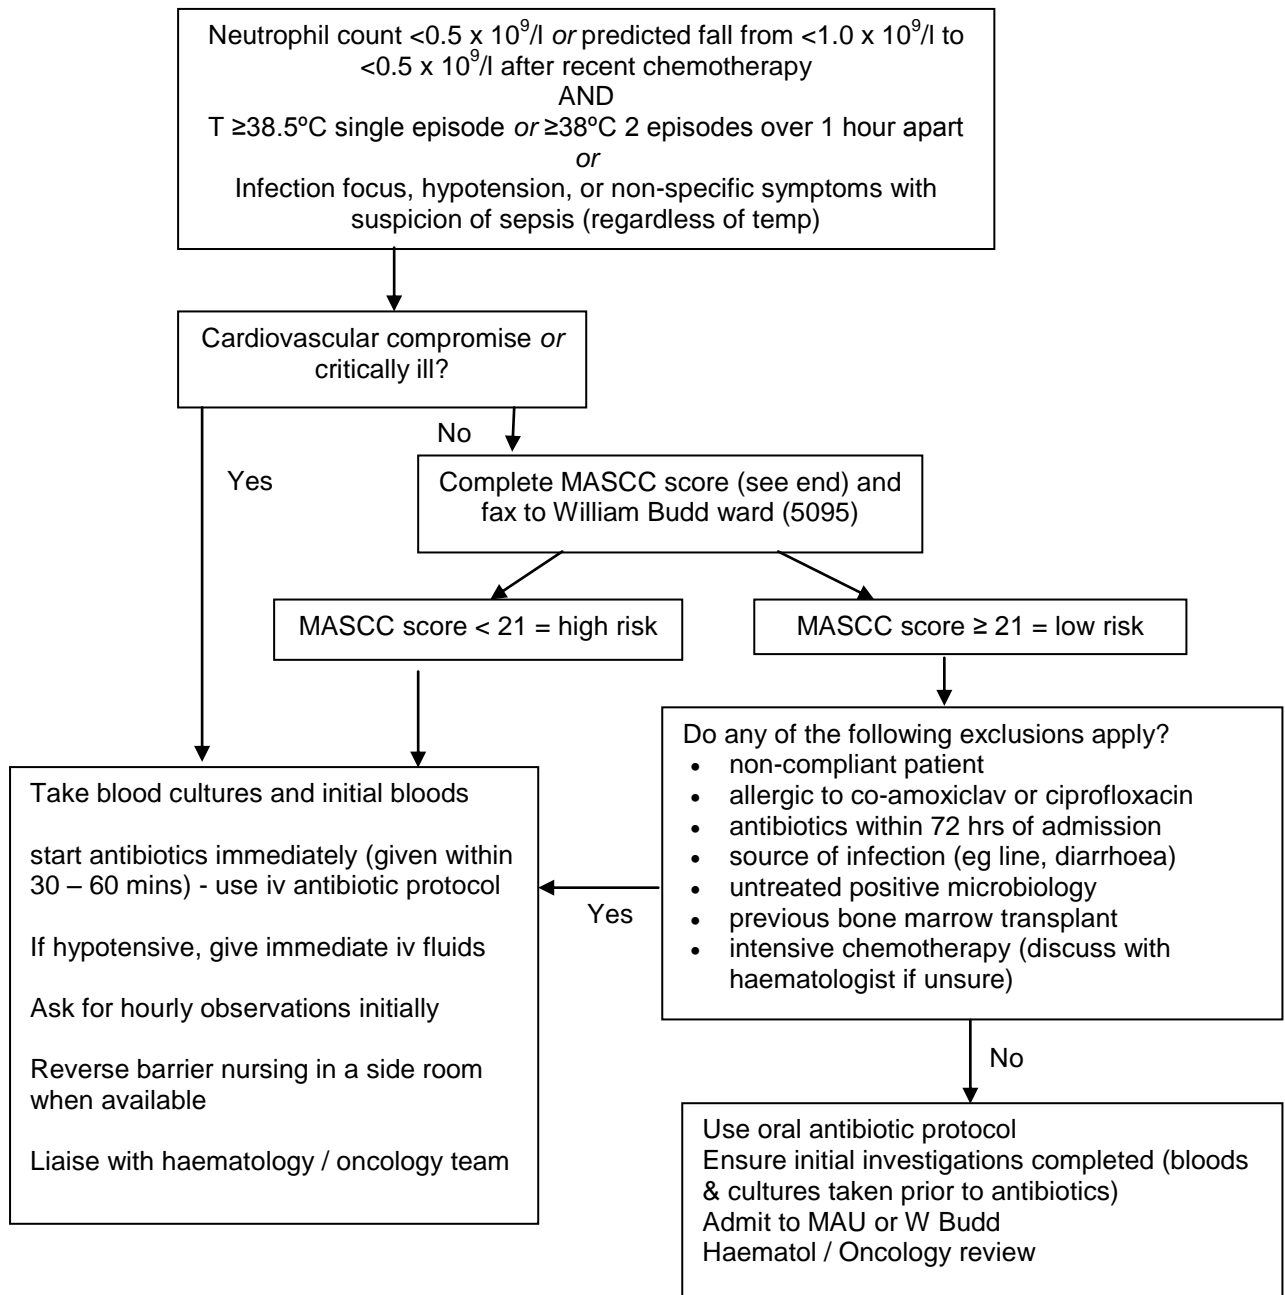 Neutrophil count <0.5 x 10⁹/l or predicted fall from <1.0 x 10⁹/l to
<0.5 x 10⁹/l after recent chemotherapy
AND
T ≥38.5ºC single episode or ≥38ºC 2 episodes over 1 hour apart
or
Infection focus, hypotension, or non-specific symptoms with
suspicion of sepsis (regardless of temp)
Cardiovascular compromise or
critically ill?
No
Yes
Complete MASCC score (see end) and
fax to William Budd ward (5095)
MASCC score < 21 = high risk
MASCC score ≥ 21 = low risk
Do any of the following exclusions apply?
• non-compliant patient
• allergic to co-amoxiclav or ciprofloxacin
• antibiotics within 72 hrs of admission
• source of infection (eg line, diarrhoea)
• untreated positive microbiology
• previous bone marrow transplant
• intensive chemotherapy (discuss with
haematologist if unsure)
Yes
Take blood cultures and initial bloods
start antibiotics immediately (given within
30 – 60 mins) - use iv antibiotic protocol
If hypotensive, give immediate iv fluids
Ask for hourly observations initially
Reverse barrier nursing in a side room
when available
Liaise with haematology / oncology team
No
Use oral antibiotic protocol
Ensure initial investigations completed (bloods
& cultures taken prior to antibiotics)
Admit to MAU or W Budd
Haematol / Oncology review